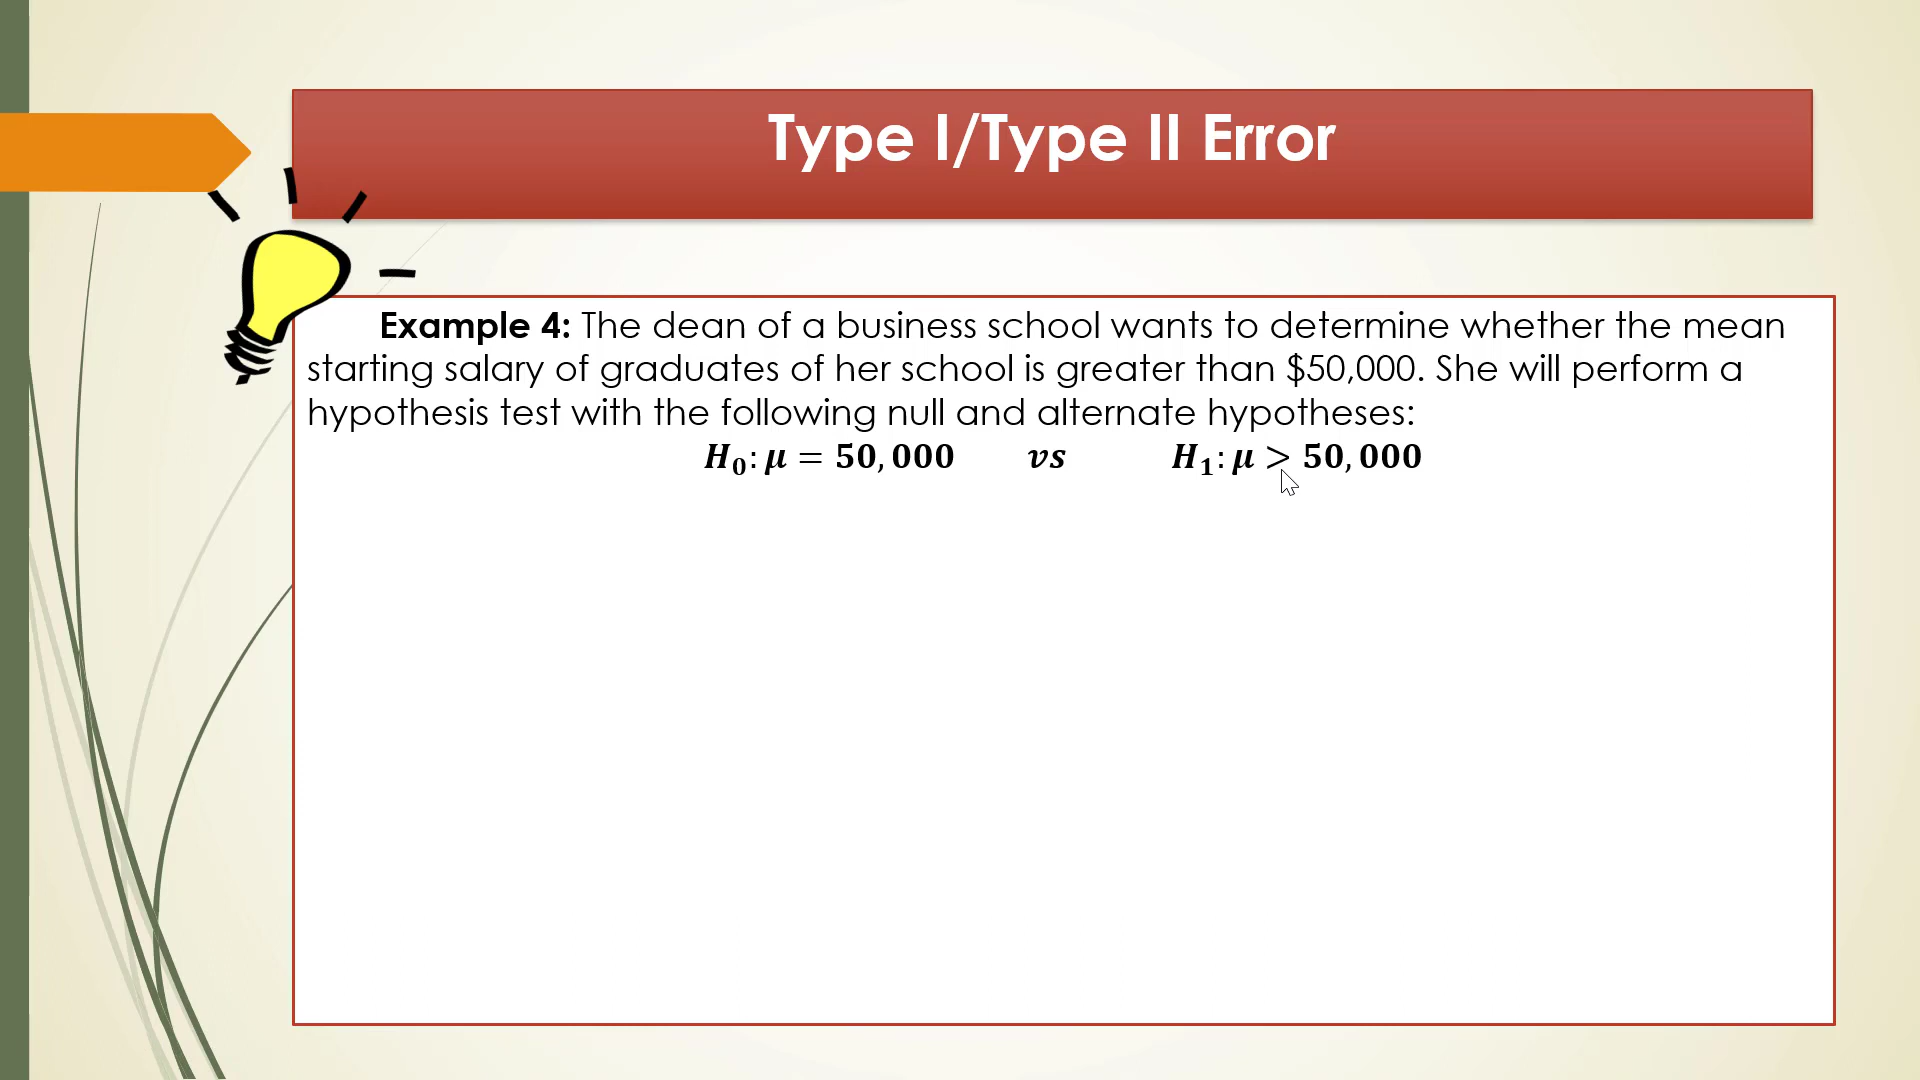 Type I/Type II Error
Example 4: The dean of a business school wants to determine whether the mean
starting salary of graduates of her school is greater than $50,000. She will perform a
hypothesis test with the following null and alternate hypotheses:
H₀: μ = 50,000 vs H₁: μ > 50,000